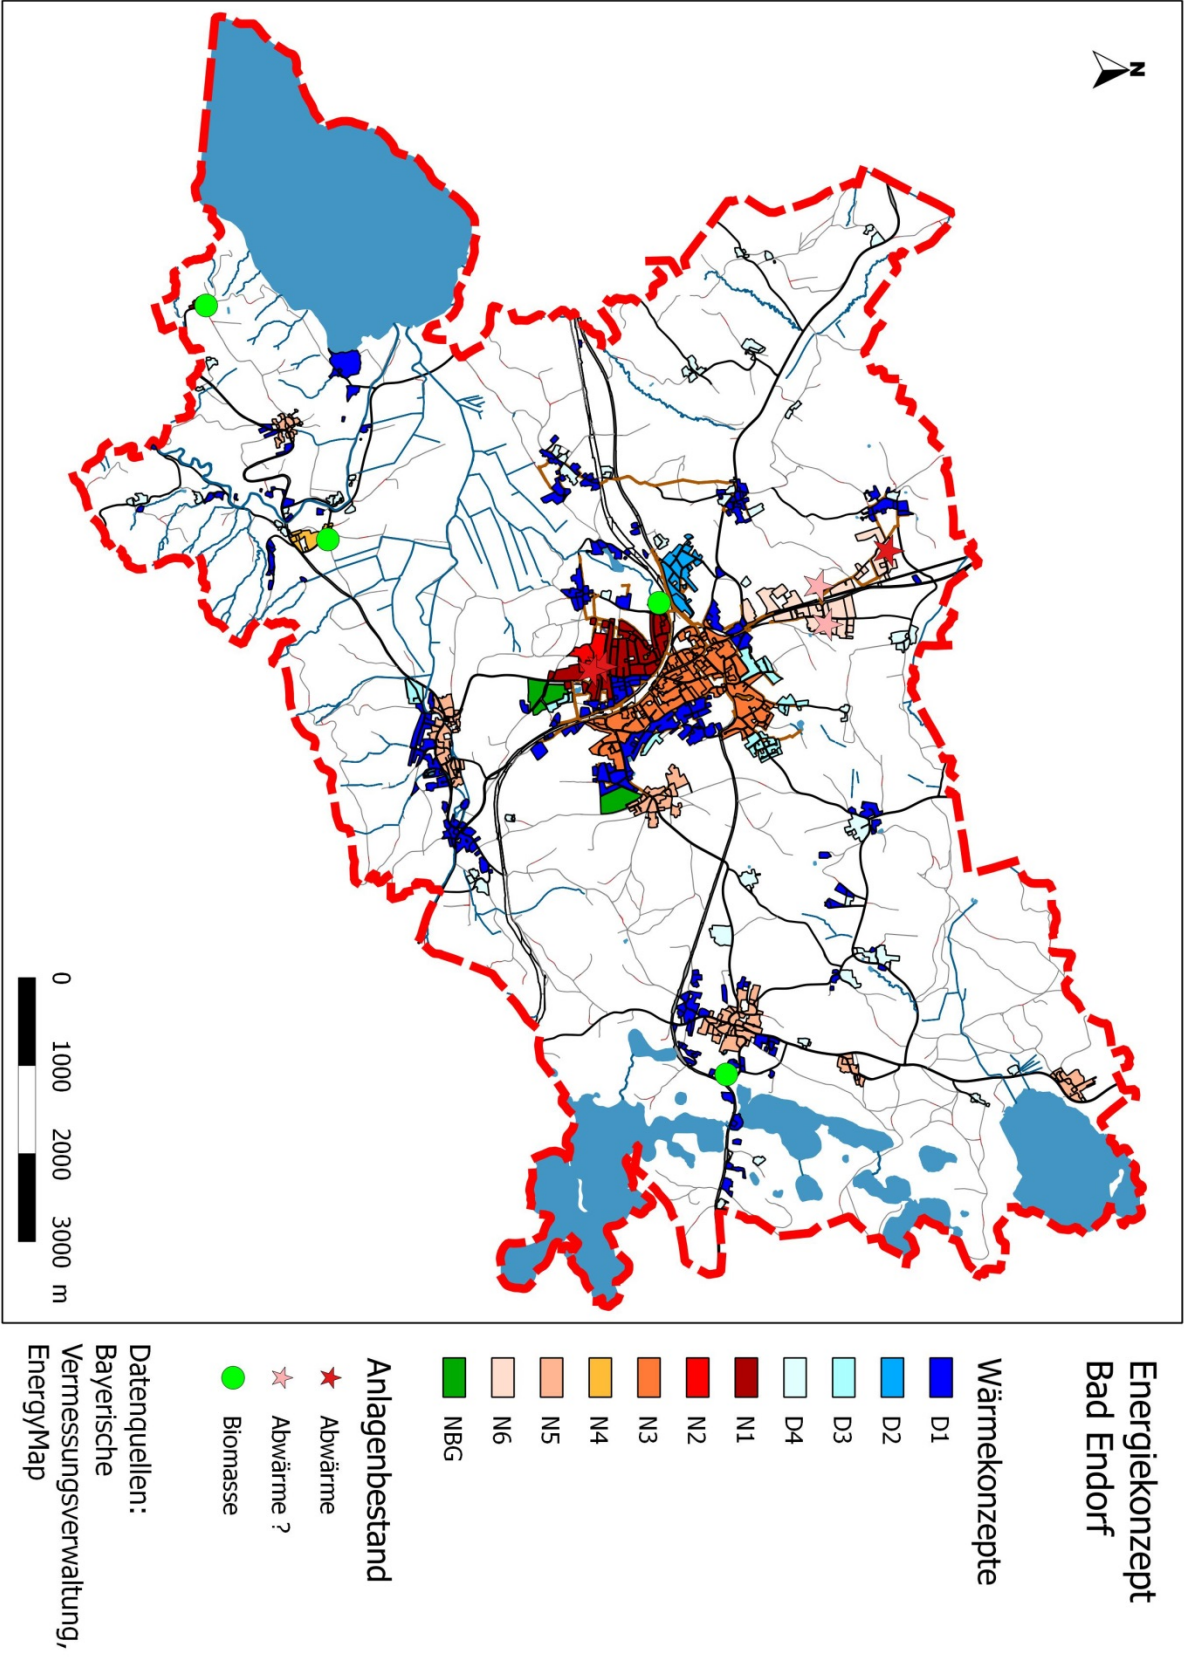 Energiekonzept
Bad Endorf
Wärmekonzepte
D1
D2
D3
D4
N1
N2
N3
N4
N5
N6
NBG
Anlagenbestand
Abwärme
Abwärme ?
Biomasse
Datenquellen:
Bayerische
Vermessungsverwaltung,
EnergyMap
N
0 1000 2000 3000 m